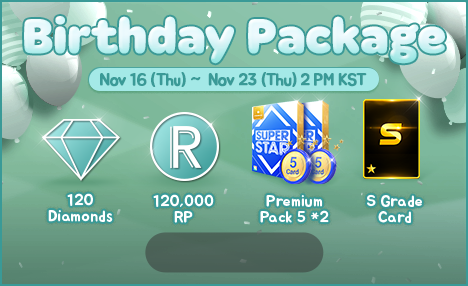 Birthday Package
Nov 16 (Thu) ~ Nov 23 (Thu) 2 PM KST
R
SUPER
STAR
5
Card
5
Card
S
120
Diamonds
120,000
RP
Premium
Pack 5 *2
S Grade
Card